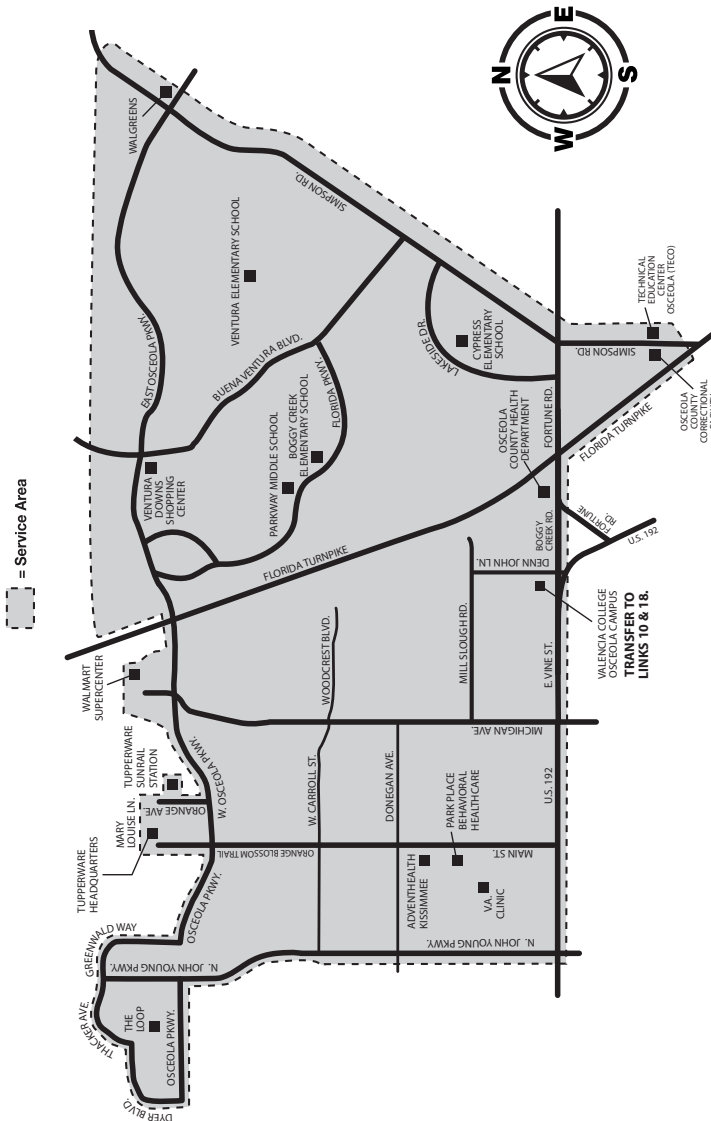 = Service Area
WALGREENS
EAST OSCEOLA PKWY.
VENTURA ELEMENTARY SCHOOL
SIMPSON RD.
BUENA VENTURA BLVD.
VENTURA
DOWNS
SHOPPING
CENTER
PARKWAY MIDDLE SCHOOL
BOGGY CREEK
ELEMENTARY SCHOOL
FLORIDA PKWY.
LAKESIDE DR.
CYPRESS
ELEMENTARY
SCHOOL
TECHNICAL
EDUCATION
CENTER
OSCEOLA (TECO)
SIMPSON RD.
OSCEOLA
COUNTY
CORRECTIONAL
FLORIDA TURNPIKE
OSCEOLA
COUNTY HEALTH
DEPARTMENT
FORTUNE RD.
BOGGY
CREEK RD.
FORTUNE
RD.
U.S. 192
FLORIDA TURNPIKE
DENN JOHN LN.
MILL SLOUGH RD.
E. VINE ST.
VALENCIA COLLEGE
OSCEOLA CAMPUS
TRANSFER TO
LINKS 10 & 18.
WALMART
SUPERCENTER
WOODCREST BLVD.
MICHIGAN AVE.
TUPPERWARE
SUNRAIL
STATION
W. OSCEOLA PKWY.
W. CARROLL ST.
DONEGAN AVE.
U.S. 192
MARY
LOUISE LN.
ORANGE AVE.
TUPPERWARE
HEADQUARTERS
ORANGE BLOSSOM TRAIL
MAIN ST.
ADVENTHEALTH
KISSIMMEE
PARK PLACE
BEHAVIORAL
HEALTHCARE
V.A.
CLINIC
OSCEOLA PKWY.
GREENWALD WAY
N. JOHN YOUNG PKWY.
N. JOHN YOUNG PKWY.
THACKER AVE.
THE
LOOP
OSCEOLA PKWY.
DYER BLVD.
N
E
S
W